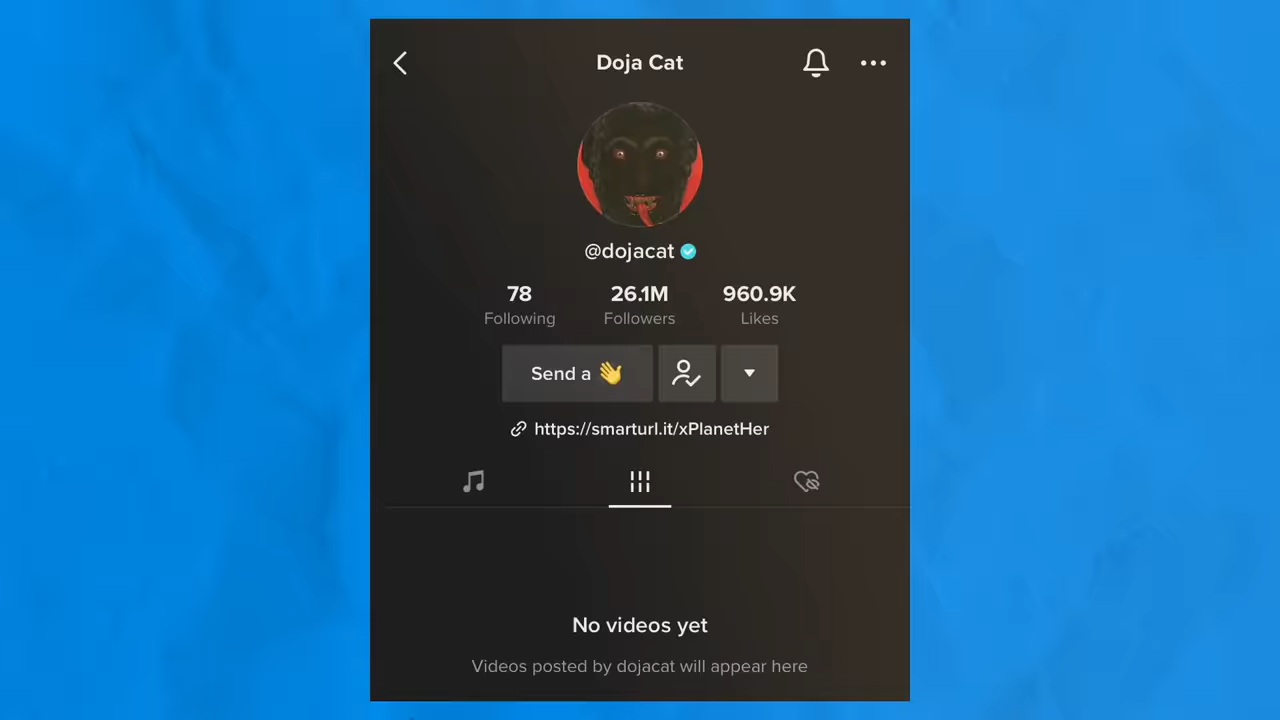 Doja Cat
@dojacat
78 26.1M 960.9K
Following Followers Likes
Send a 👋
https://smarturl.it/xPlanetHer
No videos yet
Videos posted by dojacat will appear here